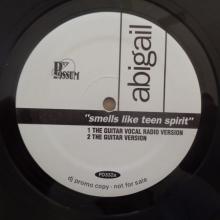 POSSUM
abigail
"smells like teen spirit"
1 THE GUITAR VOCAL RADIO VERSION
2 THE GUITAR VERSION
PD332a
dj promo copy · not for sale